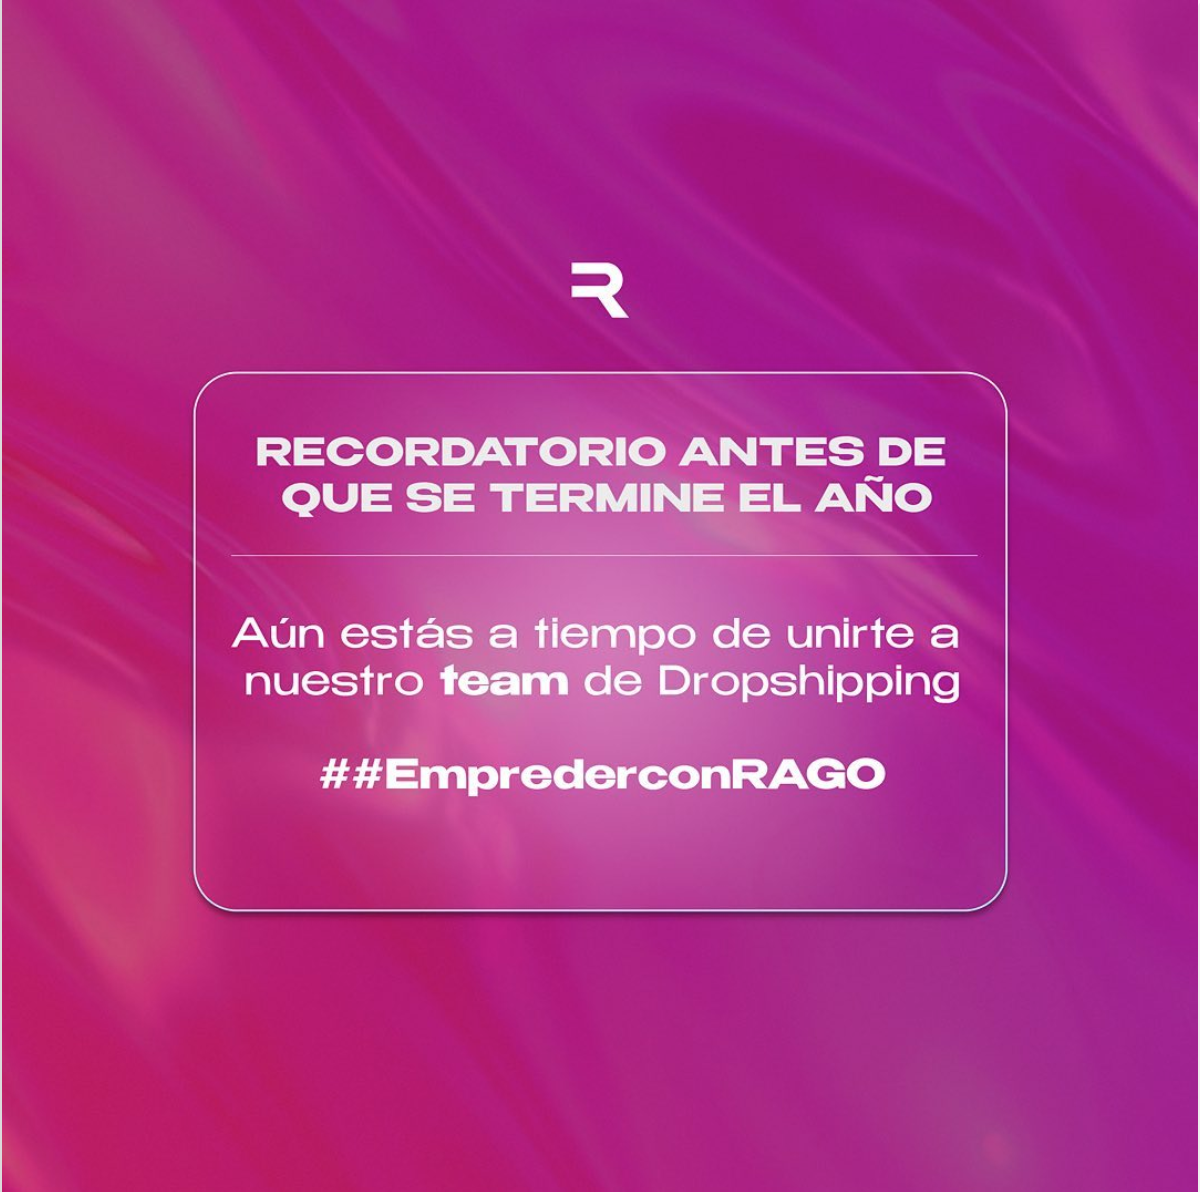 R
RECORDATORIO ANTES DE
QUE SE TERMINE EL AÑO
Aún estás a tiempo de unirte a
nuestro team de Dropshipping
##EmprederconRAGO